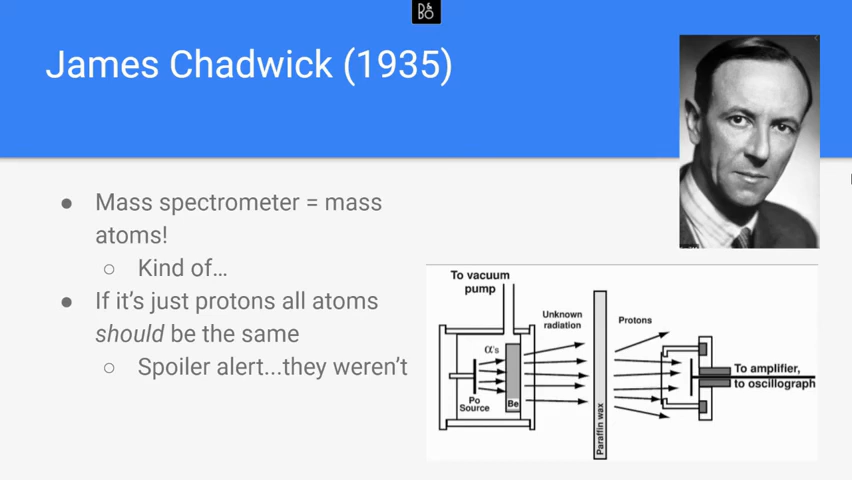 B&O
James Chadwick (1935)
● Mass spectrometer = mass
atoms!
○ Kind of…
● If it's just protons all atoms
should be the same
○ Spoiler alert...they weren't
To vacuum
pump
Unknown
radiation
Protons
α's
Po
Source
Be
Paraffin wax
To amplifier,
to oscillograph